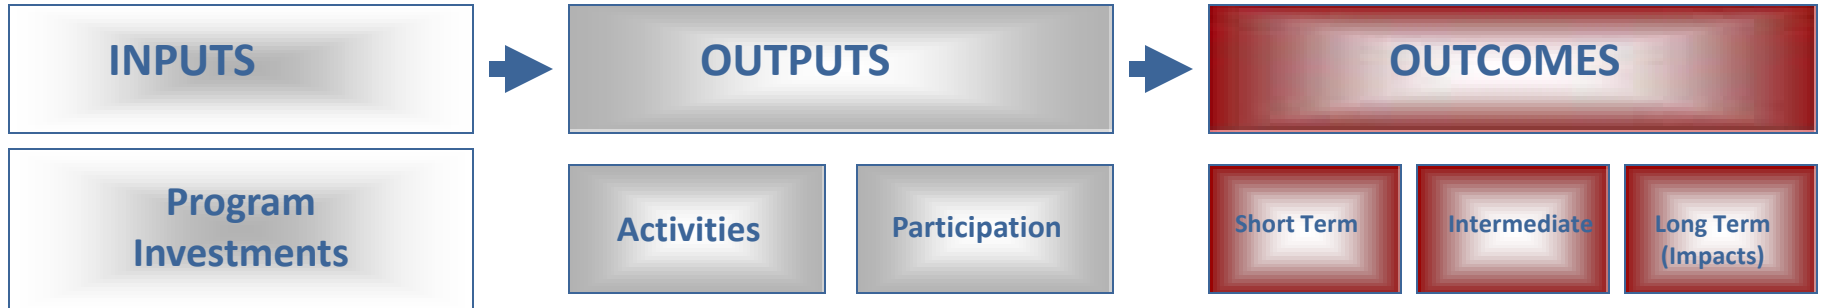 INPUTS
OUTPUTS
OUTCOMES
Program
Investments
Activities
Participation
Short Term
Intermediate
Long Term
(Impacts)